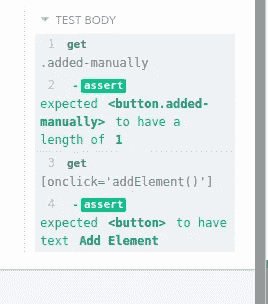 TEST BODY
1 get
.added-manually
2 -assert
expected <button.added-
manually> to have a
length of 1
3 get
[onclick='addElement()']
4 -assert
expected <button> to have
text Add Element